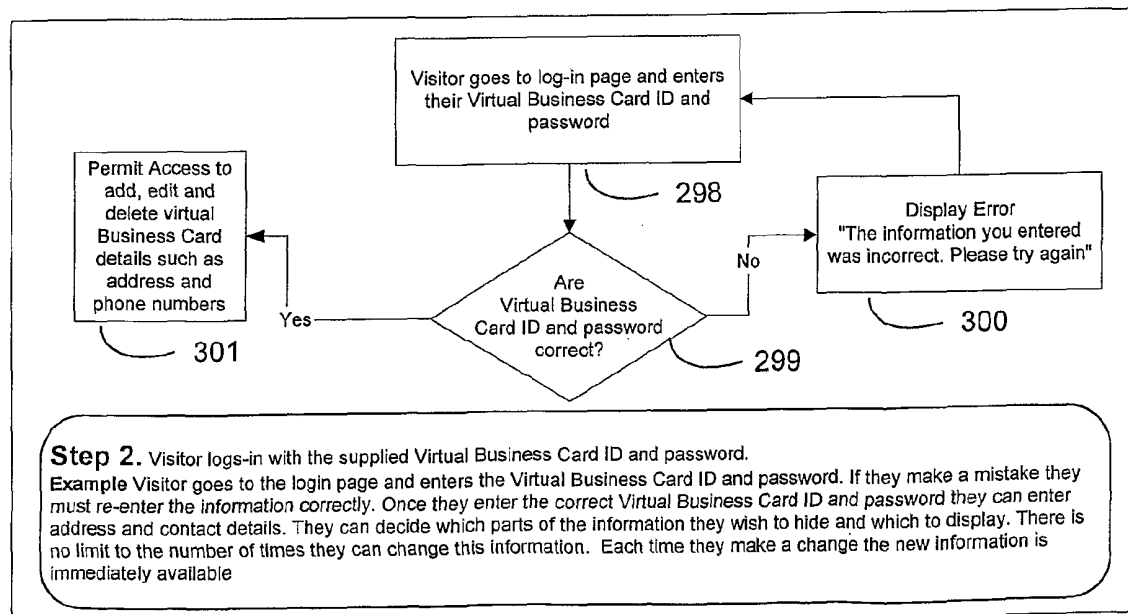 Visitor goes to log-in page and enters
their Virtual Business Card ID and
password
298
Permit Access to
add, edit and
delete virtual
Business Card
details such as
address and
phone numbers
301
Display Error
"The information you entered
was incorrect. Please try again"
300
No
Are
Virtual Business
Card ID and password
correct?
Yes
299
Step 2. Visitor logs-in with the supplied Virtual Business Card ID and password.
Example Visitor goes to the login page and enters the Virtual Business Card ID and password. If they make a mistake they
must re-enter the information correctly. Once they enter the correct Virtual Business Card ID and password they can enter
address and contact details. They can decide which parts of the information they wish to hide and which to display. There is
no limit to the number of times they can change this information. Each time they make a change the new information is
immediately available